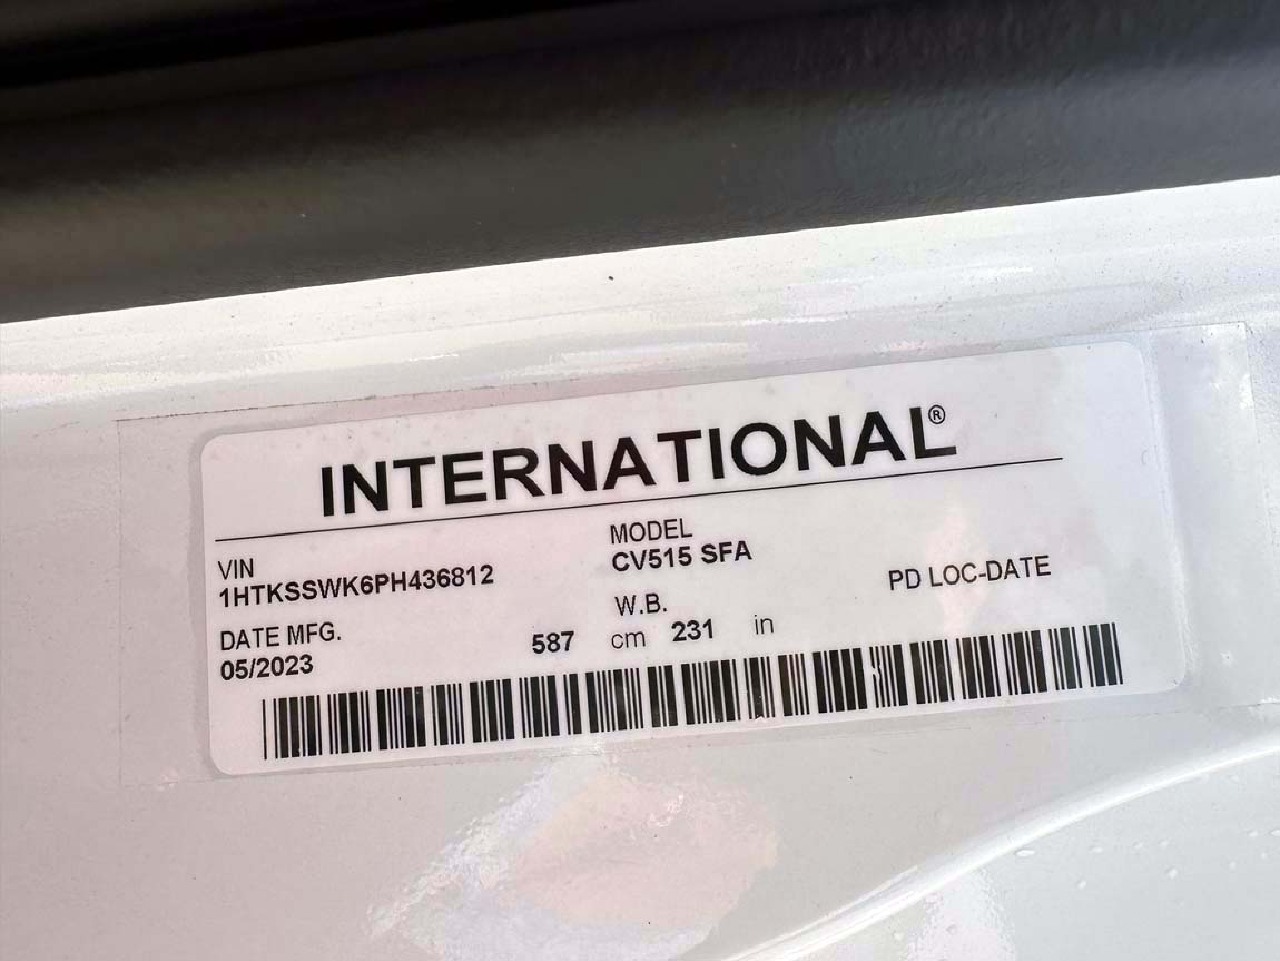 INTERNATIONAL®
VIN
1HTKSSWK6PH436812
MODEL
CV515 SFA
DATE MFG.
05/2023
W.B.
587 cm 231 in
PD LOC-DATE